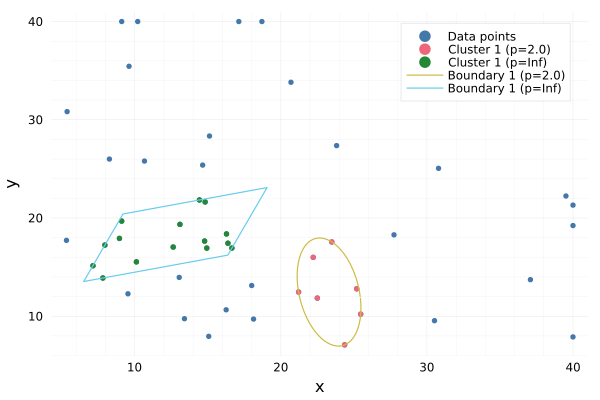 40
30
20
10
y
10
20
30
40
x
Data points
Cluster 1 (p=2.0)
Cluster 1 (p=Inf)
Boundary 1 (p=2.0)
Boundary 1 (p=Inf)